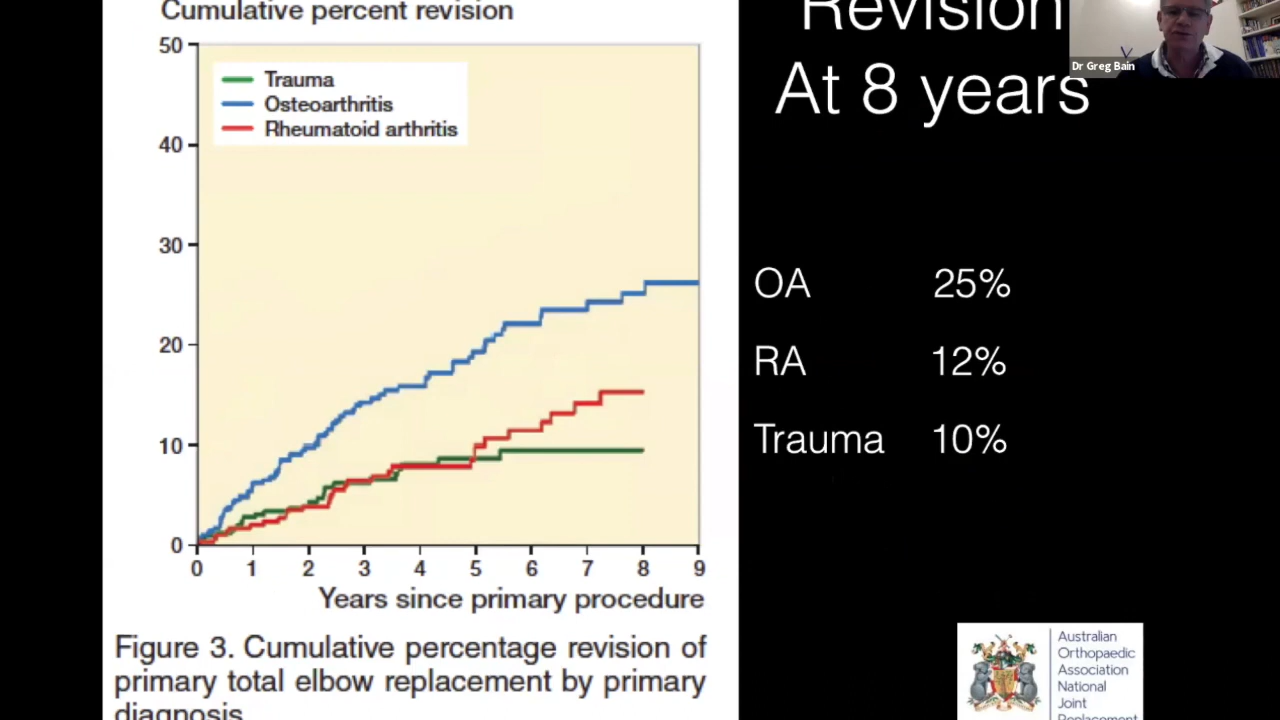 Cumulative percent revision
50
Trauma
Osteoarthritis
Rheumatoid arthritis
40
30
20
10
0
0 1 2 3 4 5 6 7 8 9
Years since primary procedure
Figure 3. Cumulative percentage revision of
primary total elbow replacement by primary
diagnosis.
Revision
At 8 years
Dr Greg Bain
OA 25%
RA 12%
Trauma 10%
Australian
Orthopaedic
Association
National
Joint
Replacement